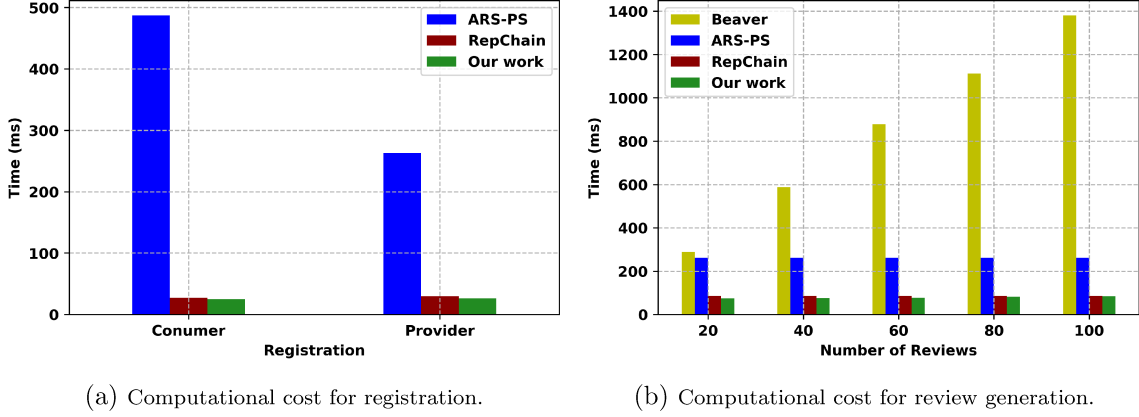 500
400
300
200
100
0
Time (ms)
ARS-PS
RepChain
Our work
Conumer Provider
Registration
(a) Computational cost for registration.
1400
1200
1000
800
600
400
200
0
Time (ms)
Beaver
ARS-PS
RepChain
Our work
20 40 60 80 100
Number of Reviews
(b) Computational cost for review generation.